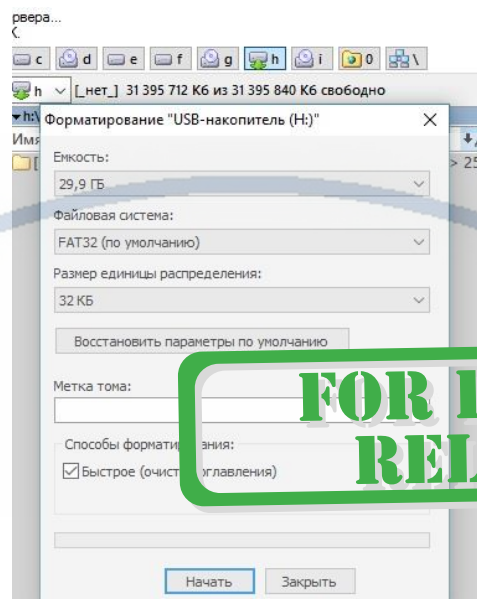 рвера...
c d e f g h i 0 \
h [_нет_] 31 395 712 Кб из 31 395 840 Кб свободно
h:\
Форматирование "USB-накопитель (H:)"
Имя
Емкость:
> 25
29,9 ГБ
Файловая система:
FAT32 (по умолчанию)
Размер единицы распределения:
32 КБ
Восстановить параметры по умолчанию
Метка тома:
FOR
REL
Способы форматирования:
Быстрое (очистка оглавления)
Начать Закрыть